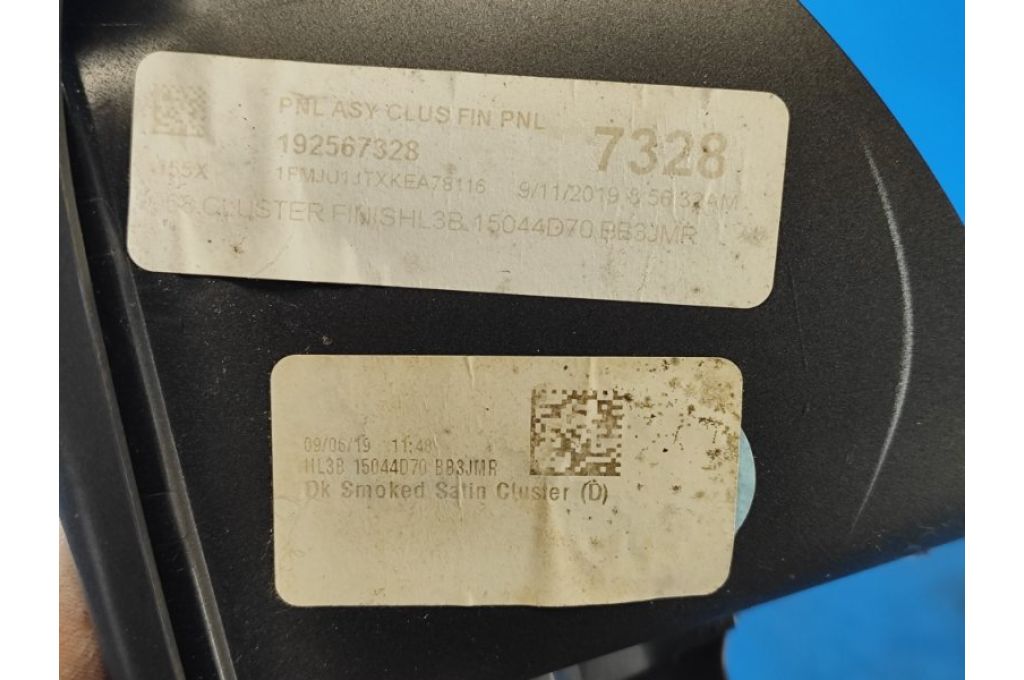 PNL ASY CLUS FIN PNL
192567328
7328
1FMJU1JTXKEA78116 9/11/2019 8:56:32AM
CLUSTER FINISHL3B 15044D70 BB3JMR
09/06/19 11:48
HL3B 15044D70 BB3JMR
Dk Smoked Satin Cluster (D)